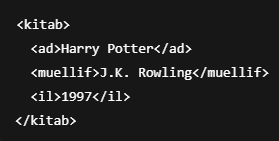 <kitab>
  <ad>Harry Potter</ad>
  <muellif>J.K. Rowling</muellif>
  <il>1997</il>
</kitab>